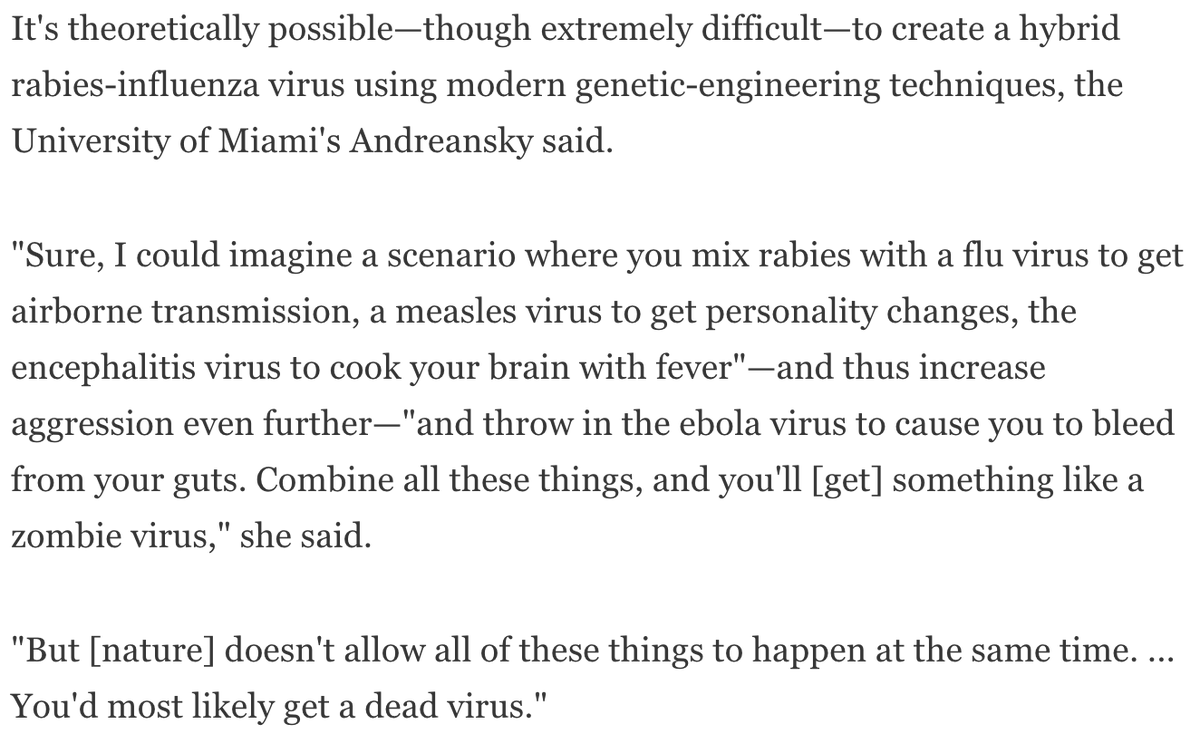 It's theoretically possible—though extremely difficult—to create a hybrid
rabies-influenza virus using modern genetic-engineering techniques, the
University of Miami's Andreansky said.
"Sure, I could imagine a scenario where you mix rabies with a flu virus to get
airborne transmission, a measles virus to get personality changes, the
encephalitis virus to cook your brain with fever"—and thus increase
aggression even further—"and throw in the ebola virus to cause you to bleed
from your guts. Combine all these things, and you'll [get] something like a
zombie virus," she said.
"But [nature] doesn't allow all of these things to happen at the same time. ...
You'd most likely get a dead virus."